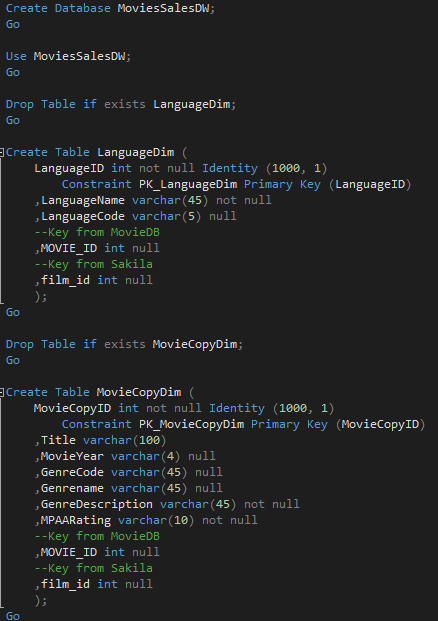 Create Database MoviesSalesDW;
Go
Use MoviesSalesDW;
Go
Drop Table if exists LanguageDim;
Go
Create Table LanguageDim (
LanguageID int not null Identity (1000, 1)
Constraint PK_LanguageDim Primary Key (LanguageID)
,LanguageName varchar(45) not null
,LanguageCode varchar(5) null
--Key from MovieDB
,MOVIE_ID int null
--Key from Sakila
,film_id int null
);
Go
Drop Table if exists MovieCopyDim;
Go
Create Table MovieCopyDim (
MovieCopyID int not null Identity (1000, 1)
Constraint PK_MovieCopyDim Primary Key (MovieCopyID)
,Title varchar(100)
,MovieYear varchar(4) null
,GenreCode varchar(45) null
,Genrename varchar(45) null
,GenreDescription varchar(45) not null
,MPAARating varchar(10) not null
--Key from MovieDB
,MOVIE_ID int null
--Key from Sakila
,film_id int null
);
Go